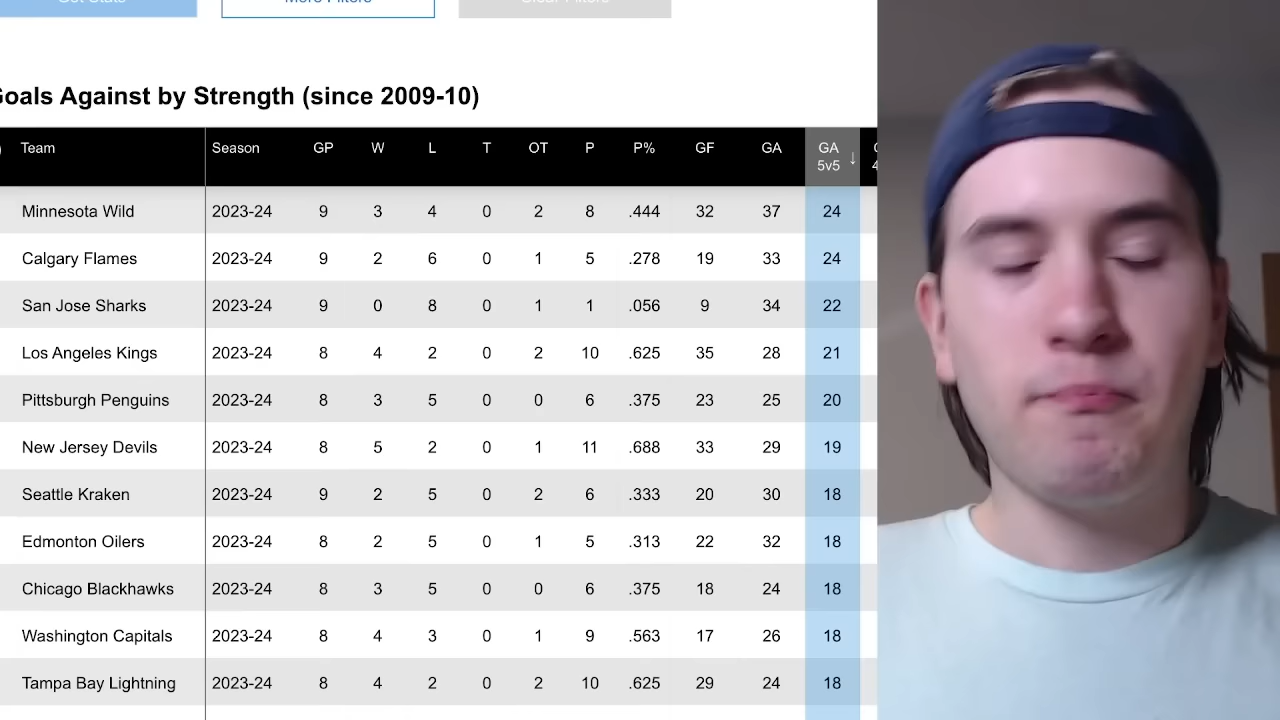 Goals Against by Strength (since 2009-10)
Team Season GP W L T OT P P% GF GA GA 5v5 ↓
Minnesota Wild 2023-24 9 3 4 0 2 8 .444 32 37 24
Calgary Flames 2023-24 9 2 6 0 1 5 .278 19 33 24
San Jose Sharks 2023-24 9 0 8 0 1 1 .056 9 34 22
Los Angeles Kings 2023-24 8 4 2 0 2 10 .625 35 28 21
Pittsburgh Penguins 2023-24 8 3 5 0 0 6 .375 23 25 20
New Jersey Devils 2023-24 8 5 2 0 1 11 .688 33 29 19
Seattle Kraken 2023-24 9 2 5 0 2 6 .333 20 30 18
Edmonton Oilers 2023-24 8 2 5 0 1 5 .313 22 32 18
Chicago Blackhawks 2023-24 8 3 5 0 0 6 .375 18 24 18
Washington Capitals 2023-24 8 4 3 0 1 9 .563 17 26 18
Tampa Bay Lightning 2023-24 8 4 2 0 2 10 .625 29 24 18